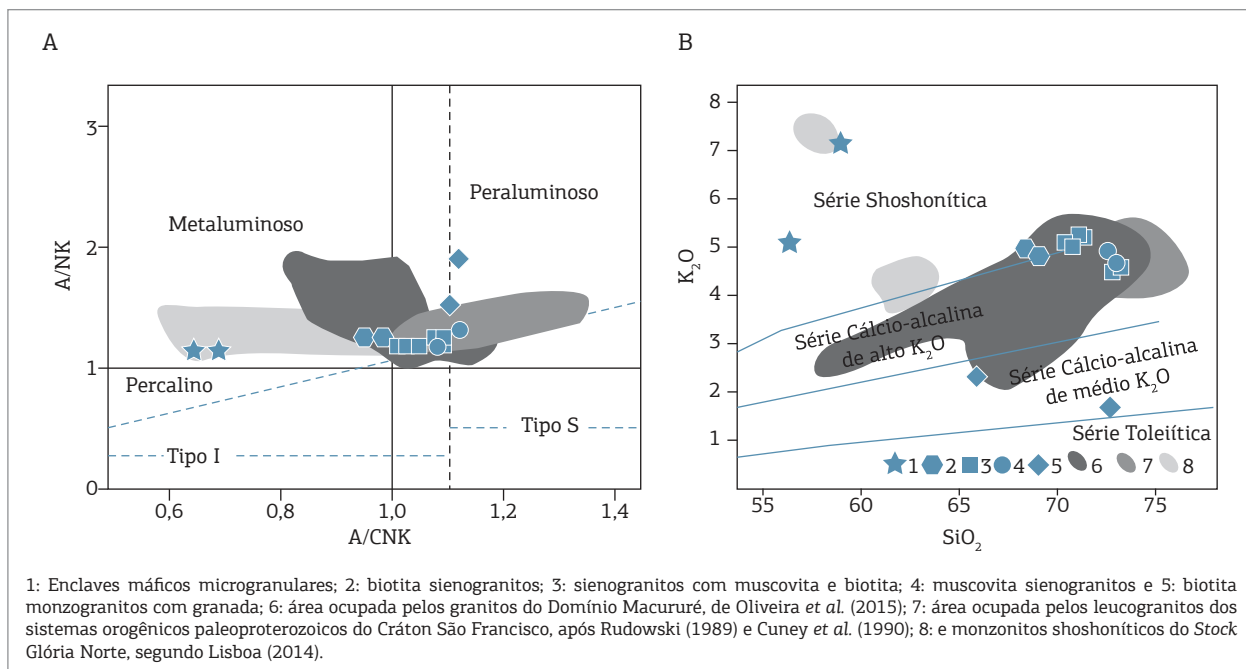 A
3
2
1
0
A/NK
Metaluminoso
Peraluminoso
Percalino
Tipo I
Tipo S
0,6
0,8
1,0
1,2
1,4
A/CNK
B
8
7
6
5
4
3
2
1
K₂O
Série Shoshonítica
Série Cálcio-alcalina
de alto K₂O
Série Cálcio-alcalina
de médio K₂O
Série Toleiítica
1 2 3 4 5 6 7 8
55
60
65
70
75
SiO₂
1: Enclaves máficos microgranulares; 2: biotita sienogranitos; 3: sienogranitos com muscovita e biotita; 4: muscovita sienogranitos e 5: biotita
monzogranitos com granada; 6: área ocupada pelos granitos do Domínio Macururé, de Oliveira et al. (2015); 7: área ocupada pelos leucogranitos dos
sistemas orogênicos paleoproterozoicos do Cráton São Francisco, após Rudowski (1989) e Cuney et al. (1990); 8: e monzonitos shoshoníticos do Stock
Glória Norte, segundo Lisboa (2014).